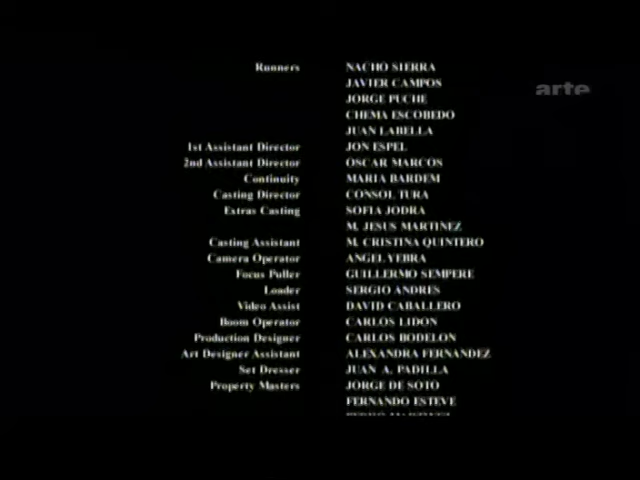 arte
Runners NACHO SIERRA
JAVIER CAMPOS
JORGE PUCHE
CHEMA ESCOBEDO
JUAN LABELLA
1st Assistant Director JON ESPEL
2nd Assistant Director OSCAR MARCOS
Continuity MARIA BARDEM
Casting Director CONSOL TURA
Extras Casting SOFIA JODRA
M. JESUS MARTINEZ
Casting Assistant M. CRISTINA QUINTERO
Camera Operator ANGEL YEBRA
Focus Puller GUILLERMO SEMPERE
Loader SERGIO ANDRES
Video Assist DAVID CABALLERO
Boom Operator CARLOS LIDON
Production Designer CARLOS BODELON
Art Designer Assistant ALEXANDRA FERNANDEZ
Set Dresser JUAN A. PADILLA
Property Masters JORGE DE SOTO
FERNANDO ESTEVE